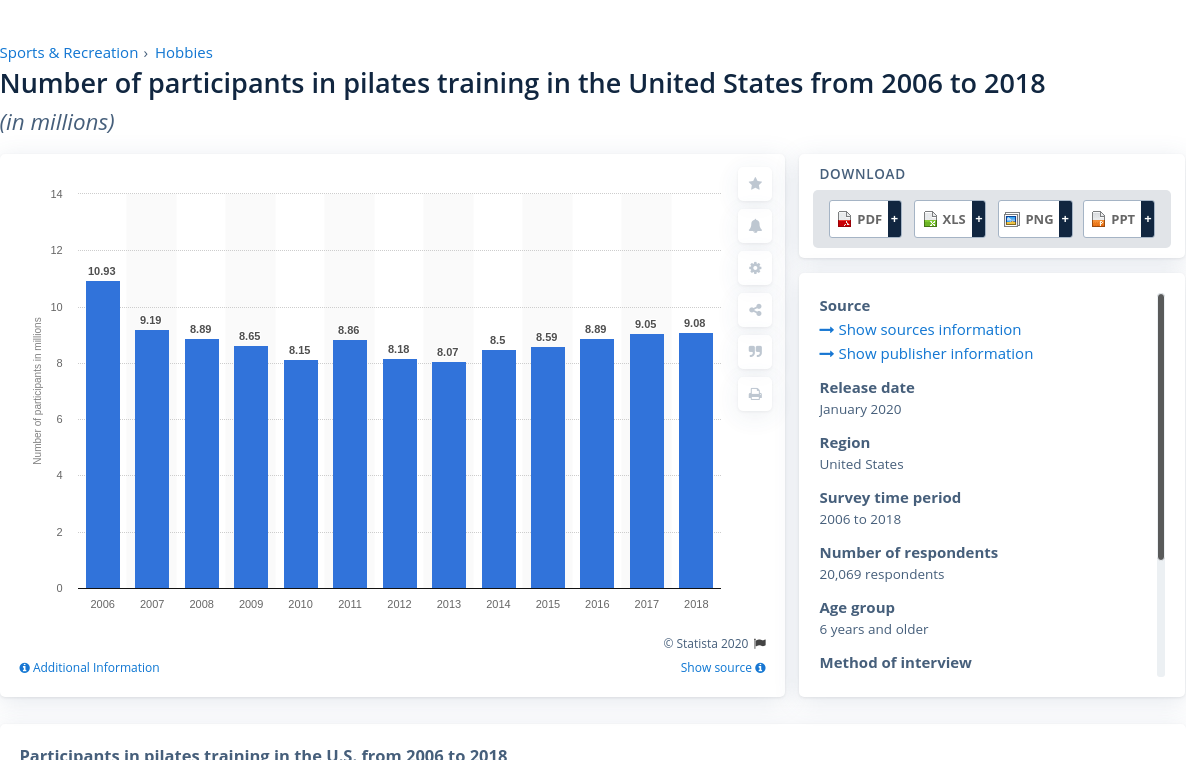 Sports & Recreation › Hobbies
Number of participants in pilates training in the United States from 2006 to 2018
(in millions)
14
12
10
8
6
4
2
0
Number of participants in millions
10.93
9.19
8.89
8.65
8.15
8.86
8.18
8.07
8.5
8.59
8.89
9.05
9.08
2006 2007 2008 2009 2010 2011 2012 2013 2014 2015 2016 2017 2018
© Statista 2020
Additional Information
Show source
DOWNLOAD
PDF + XLS + PNG + PPT +
Source
Show sources information
Show publisher information
Release date
January 2020
Region
United States
Survey time period
2006 to 2018
Number of respondents
20,069 respondents
Age group
6 years and older
Method of interview
Participants in pilates training in the U.S. from 2006 to 2018